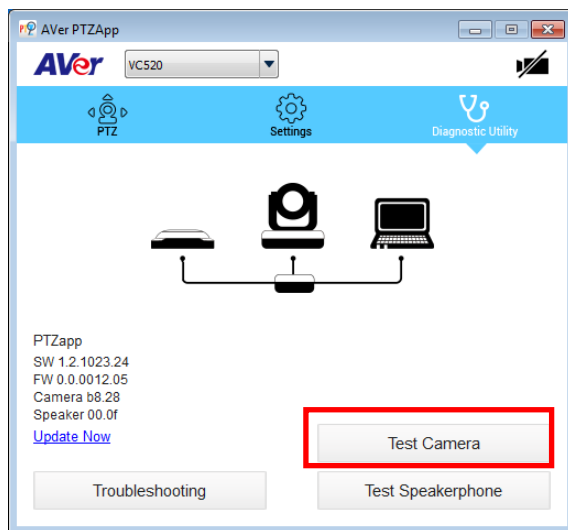 AVer PTZApp
AVer VC520
PTZ Settings Diagnostic Utility
PTZapp
SW 1.2.1023.24
FW 0.0.0012.05
Camera b8.28
Speaker 00.0f
Update Now
Test Camera
Troubleshooting Test Speakerphone